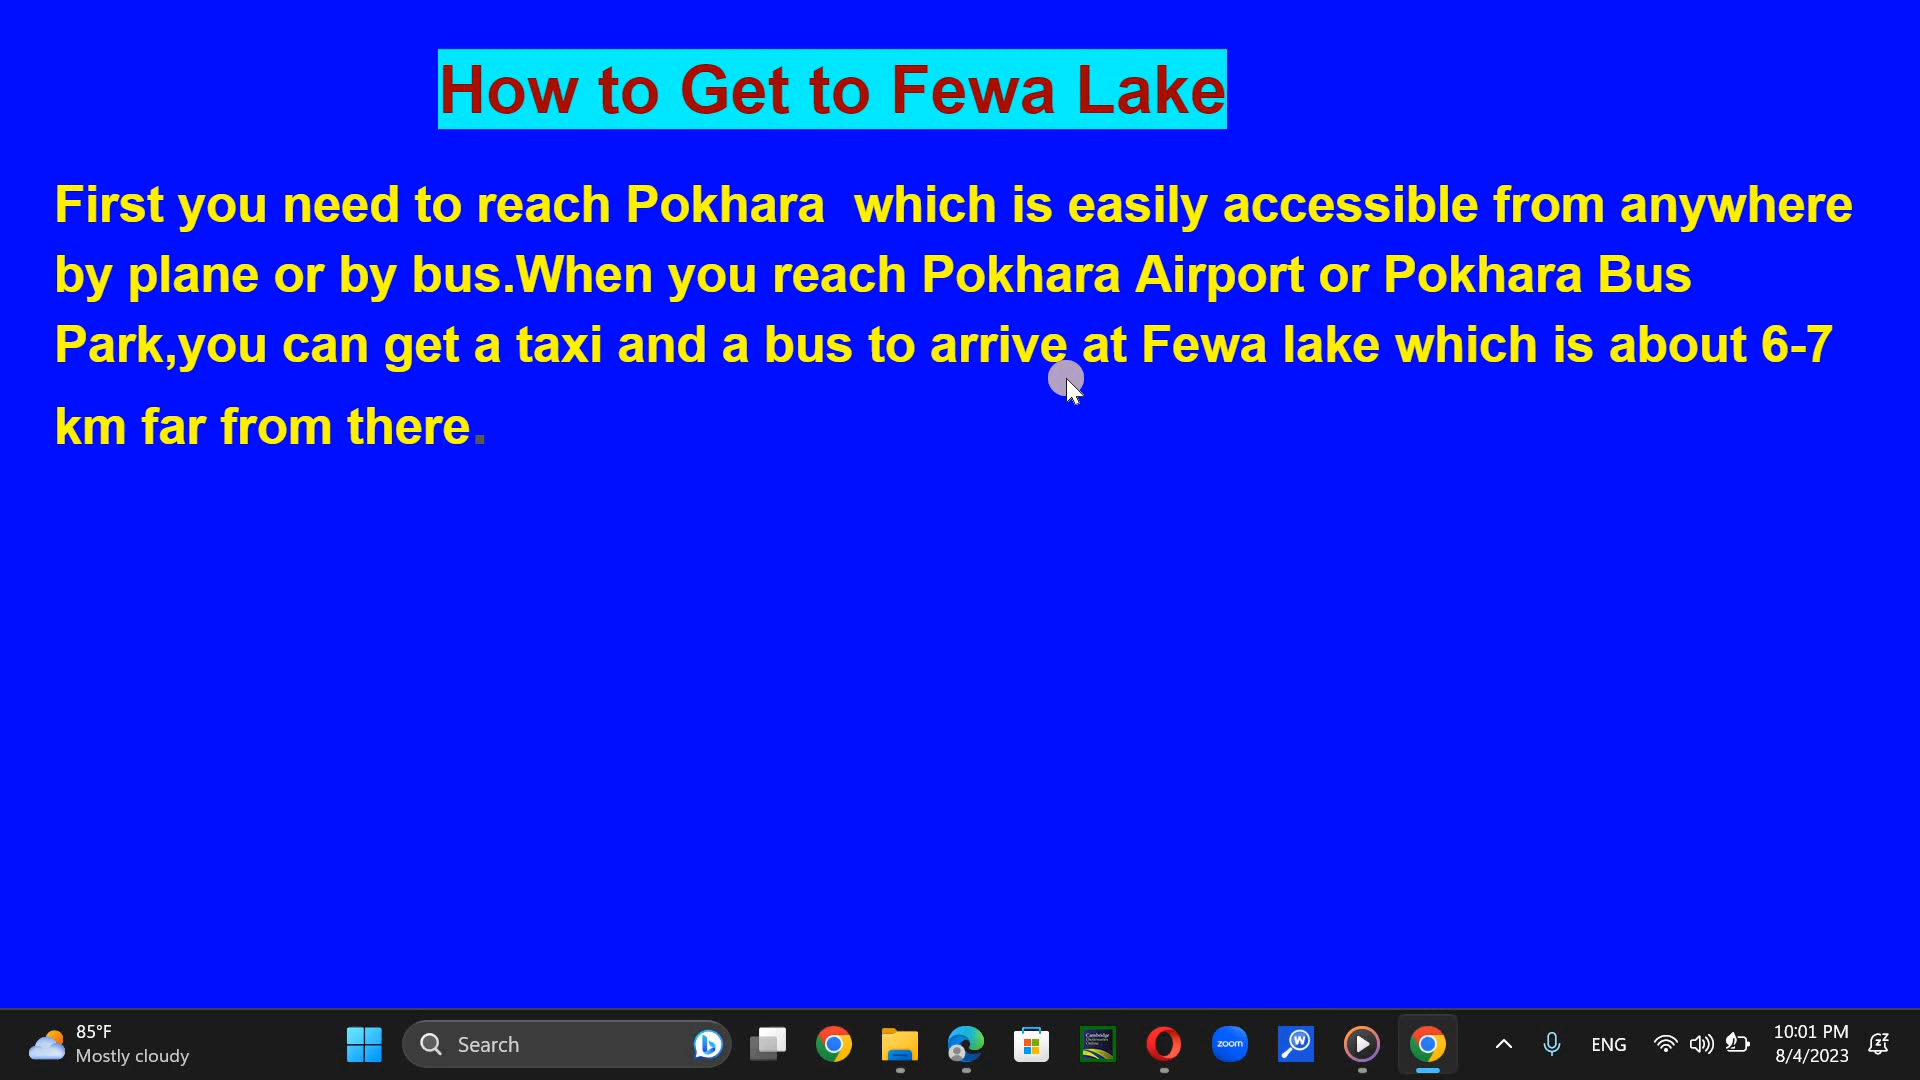 How to Get to Fewa Lake
First you need to reach Pokhara  which is easily accessible from anywhere
by plane or by bus.When you reach Pokhara Airport or Pokhara Bus
Park,you can get a taxi and a bus to arrive at Fewa lake which is about 6-7
km far from there.
85°F
Mostly cloudy
Search
zoom
W
ENG
10:01 PM
8/4/2023